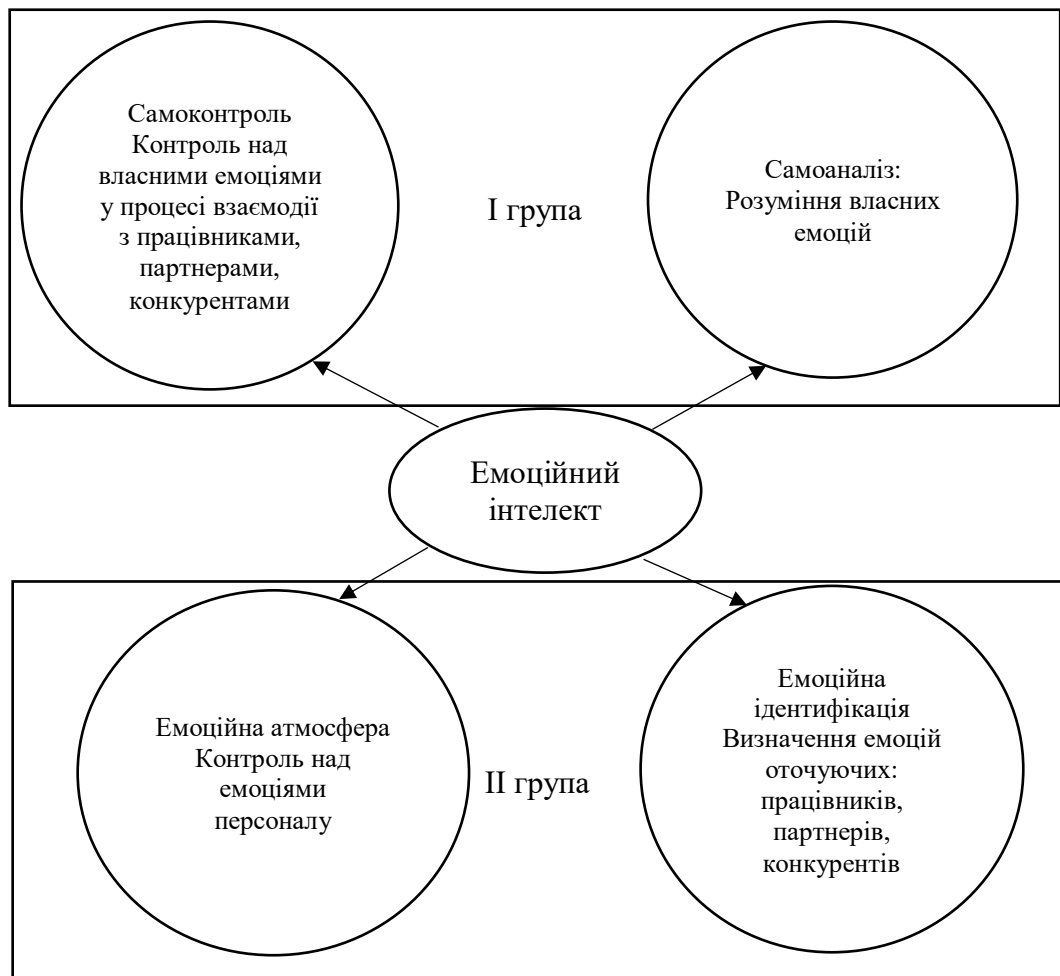 Самоконтроль
Контроль над
власними емоціями
у процесі взаємодії
з працівниками,
партнерами,
конкурентами
І група
Самоаналіз:
Розуміння власних
емоцій
Емоційний
інтелект
Емоційна атмосфера
Контроль над
емоціями
персоналу
ІІ група
Емоційна
ідентифікація
Визначення емоцій
оточуючих:
працівників,
партнерів,
конкурентів